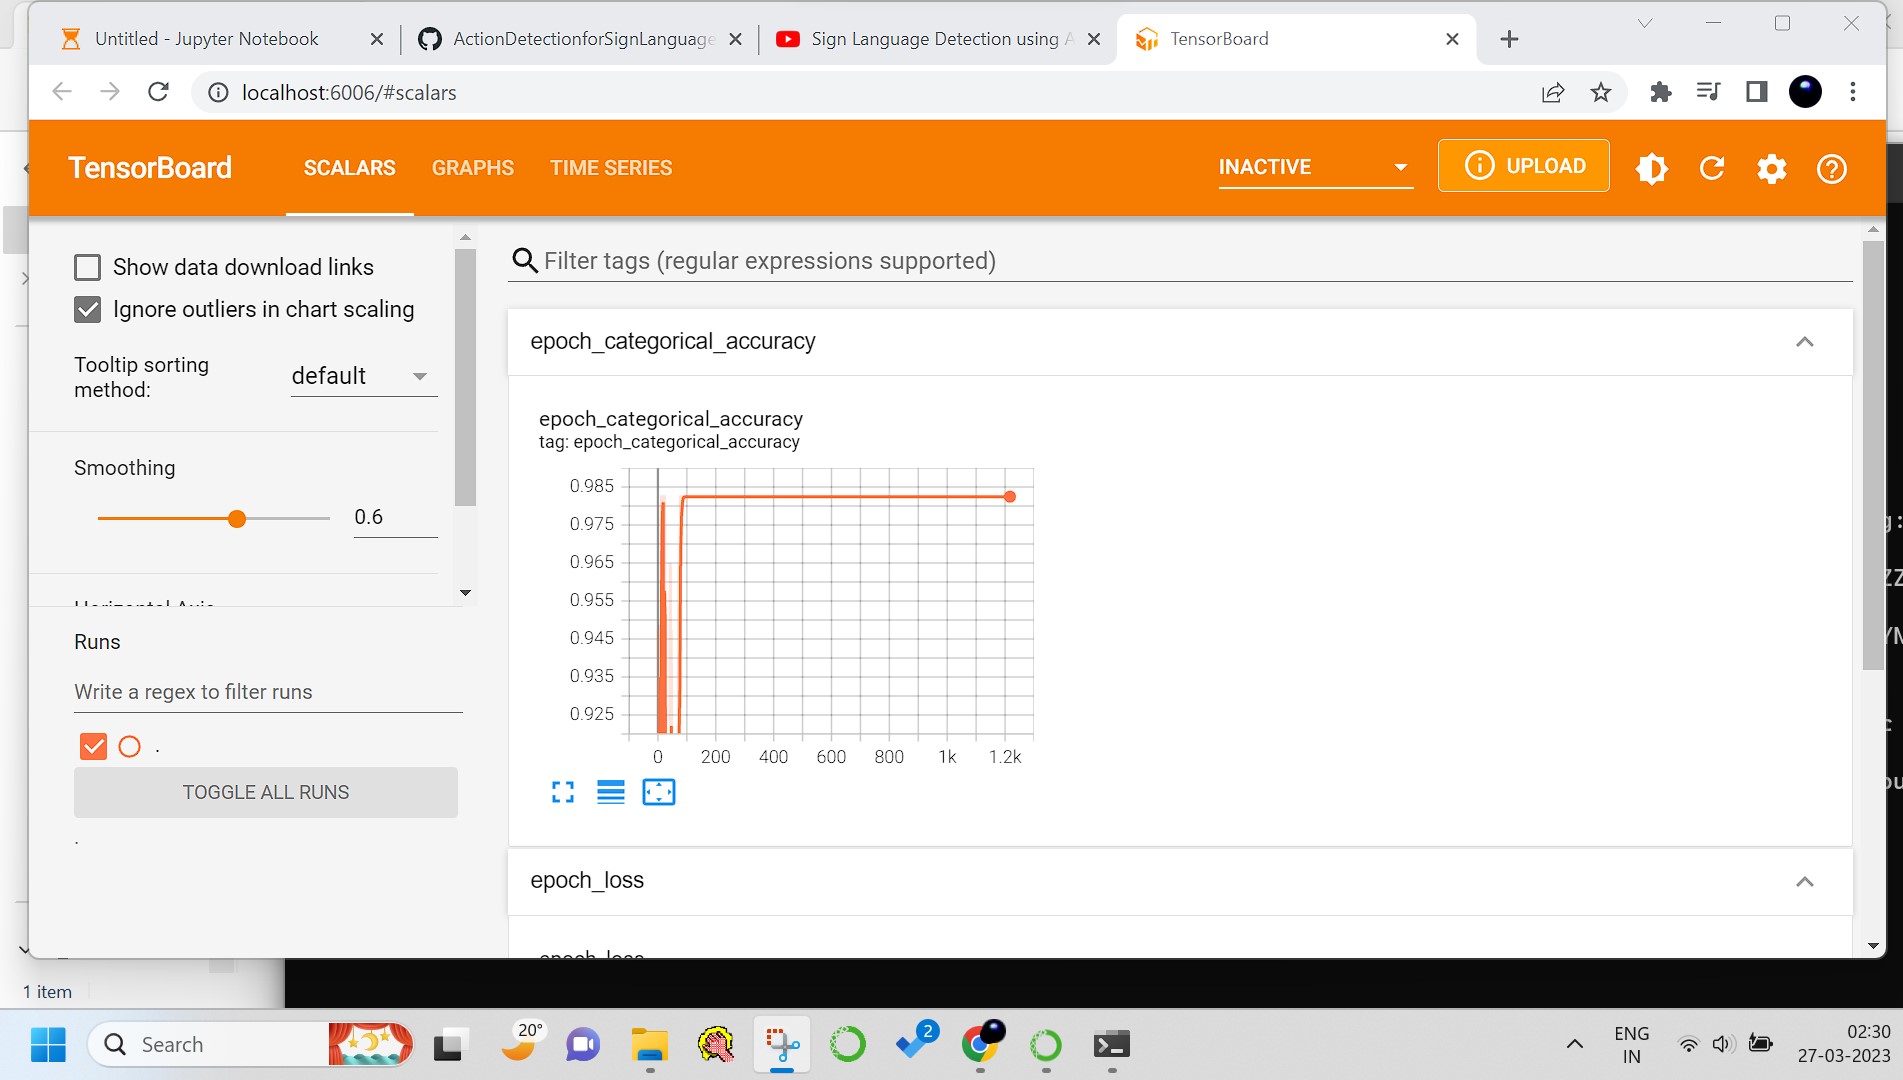 Untitled - Jupyter Notebook
ActionDetectionforSignLanguage
Sign Language Detection using A
TensorBoard
localhost:6006/#scalars
TensorBoard
SCALARS
GRAPHS
TIME SERIES
INACTIVE
UPLOAD
Show data download links
Ignore outliers in chart scaling
Tooltip sorting
method:
default
Smoothing
0.6
Horizontal Axis
Runs
Write a regex to filter runs
.
TOGGLE ALL RUNS
.
Filter tags (regular expressions supported)
epoch_categorical_accuracy
epoch_categorical_accuracy
tag: epoch_categorical_accuracy
0.985
0.975
0.965
0.955
0.945
0.935
0.925
0 200 400 600 800 1k 1.2k
epoch_loss
epoch_loss
1 item
Search
20°
2
ENG
IN
02:30
27-03-2023